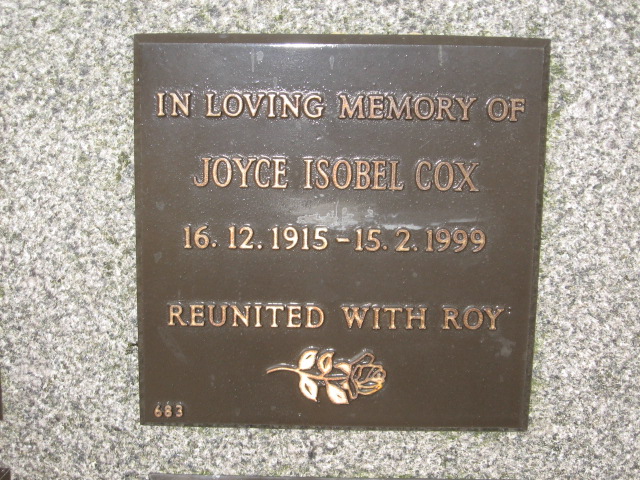 IN LOVING MEMORY OF
JOYCE ISOBEL COX
16. 12. 1915 - 15. 2. 1999
REUNITED WITH ROY
683